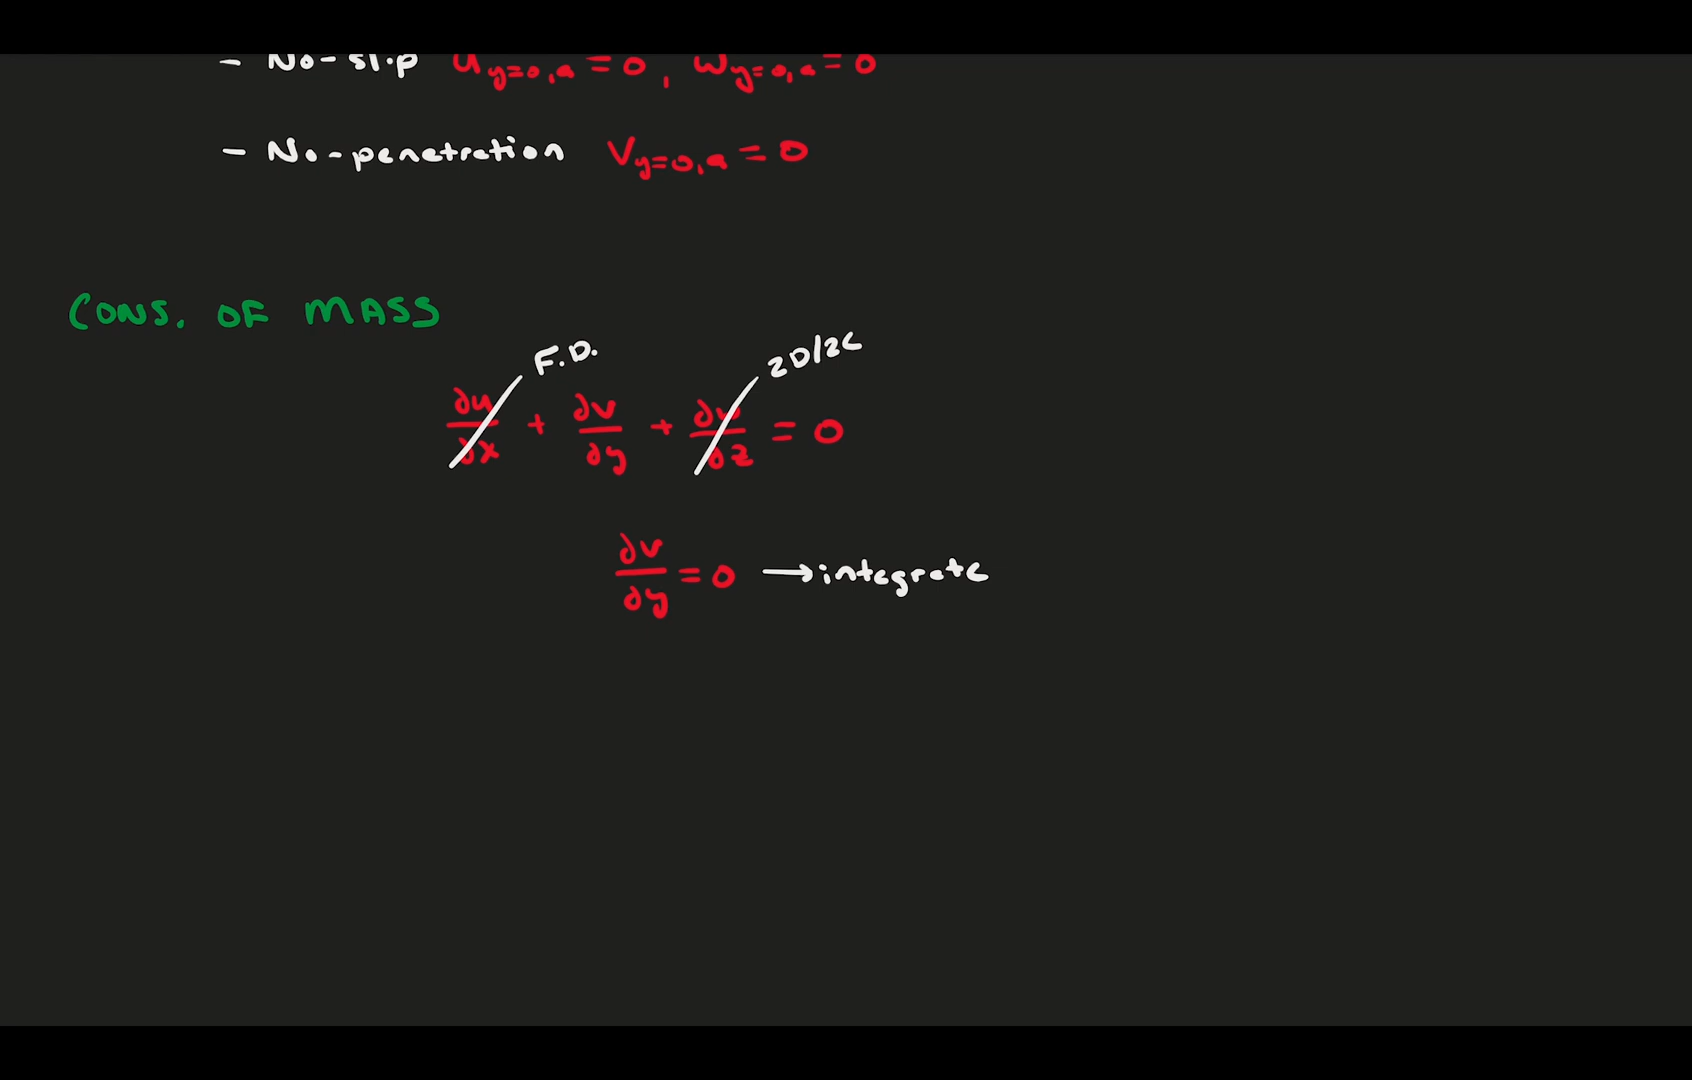 - No-slip u_{y=0,a} = 0, w_{y=0,a} = 0
- No-penetration v_{y=0,a} = 0
CONS. OF MASS
F.D. 2D/2C
∂u/∂x + ∂v/∂y + ∂w/∂z = 0
∂v/∂y = 0 → integrate